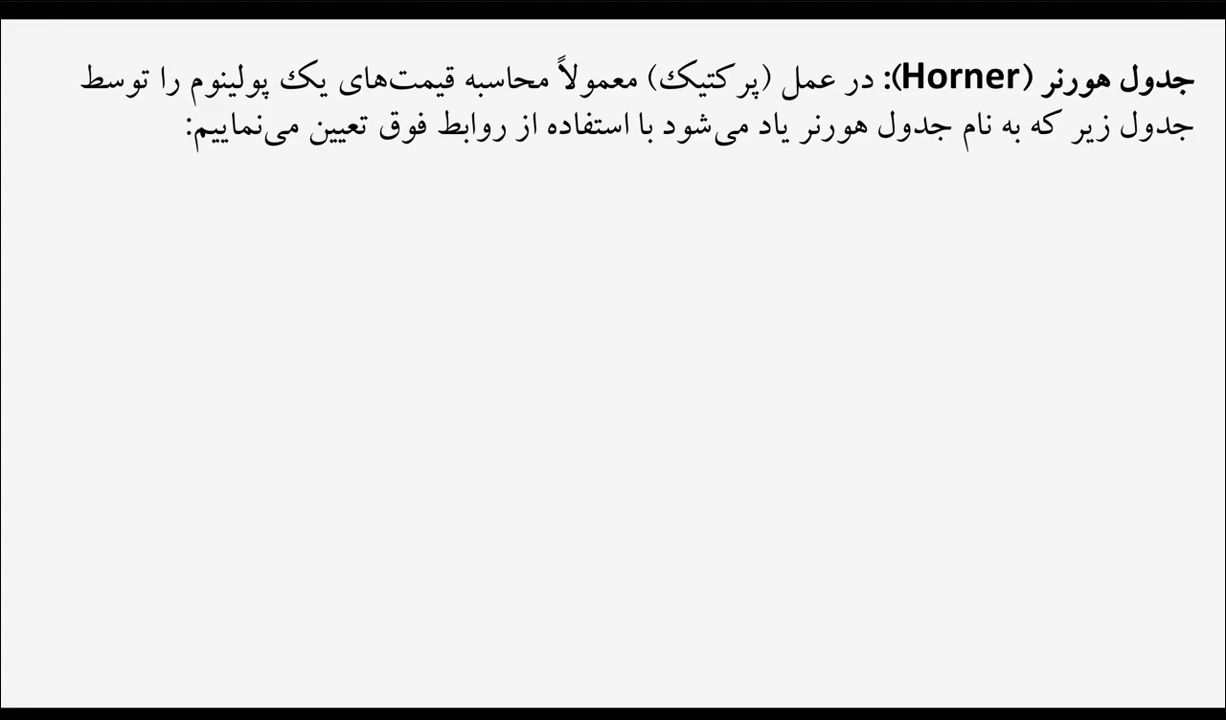 جدول هورنر (Horner): در عمل (پرکتیک) معمولاً محاسبه قیمت‌های یک پولینوم را توسط
جدول زیر که به نام جدول هورنر یاد می‌شود با استفاده از روابط فوق تعیین می‌نماییم: